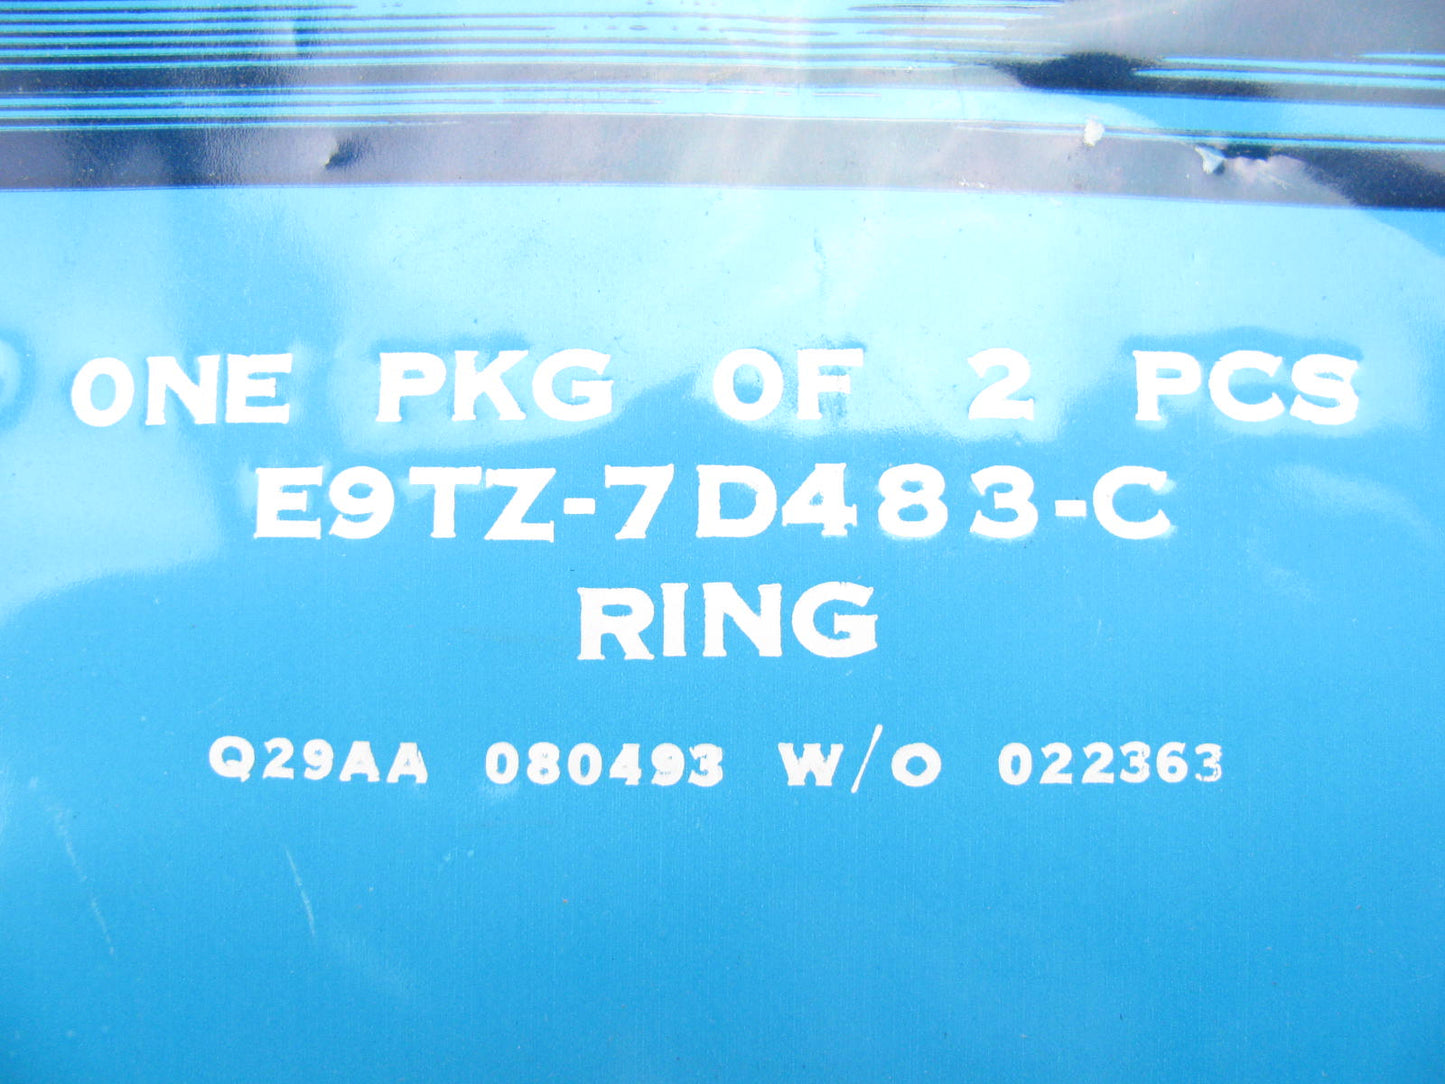 ONE PKG OF 2 PCS
E9TZ-7D483-C
RING
Q29AA 080493 W/O 022363